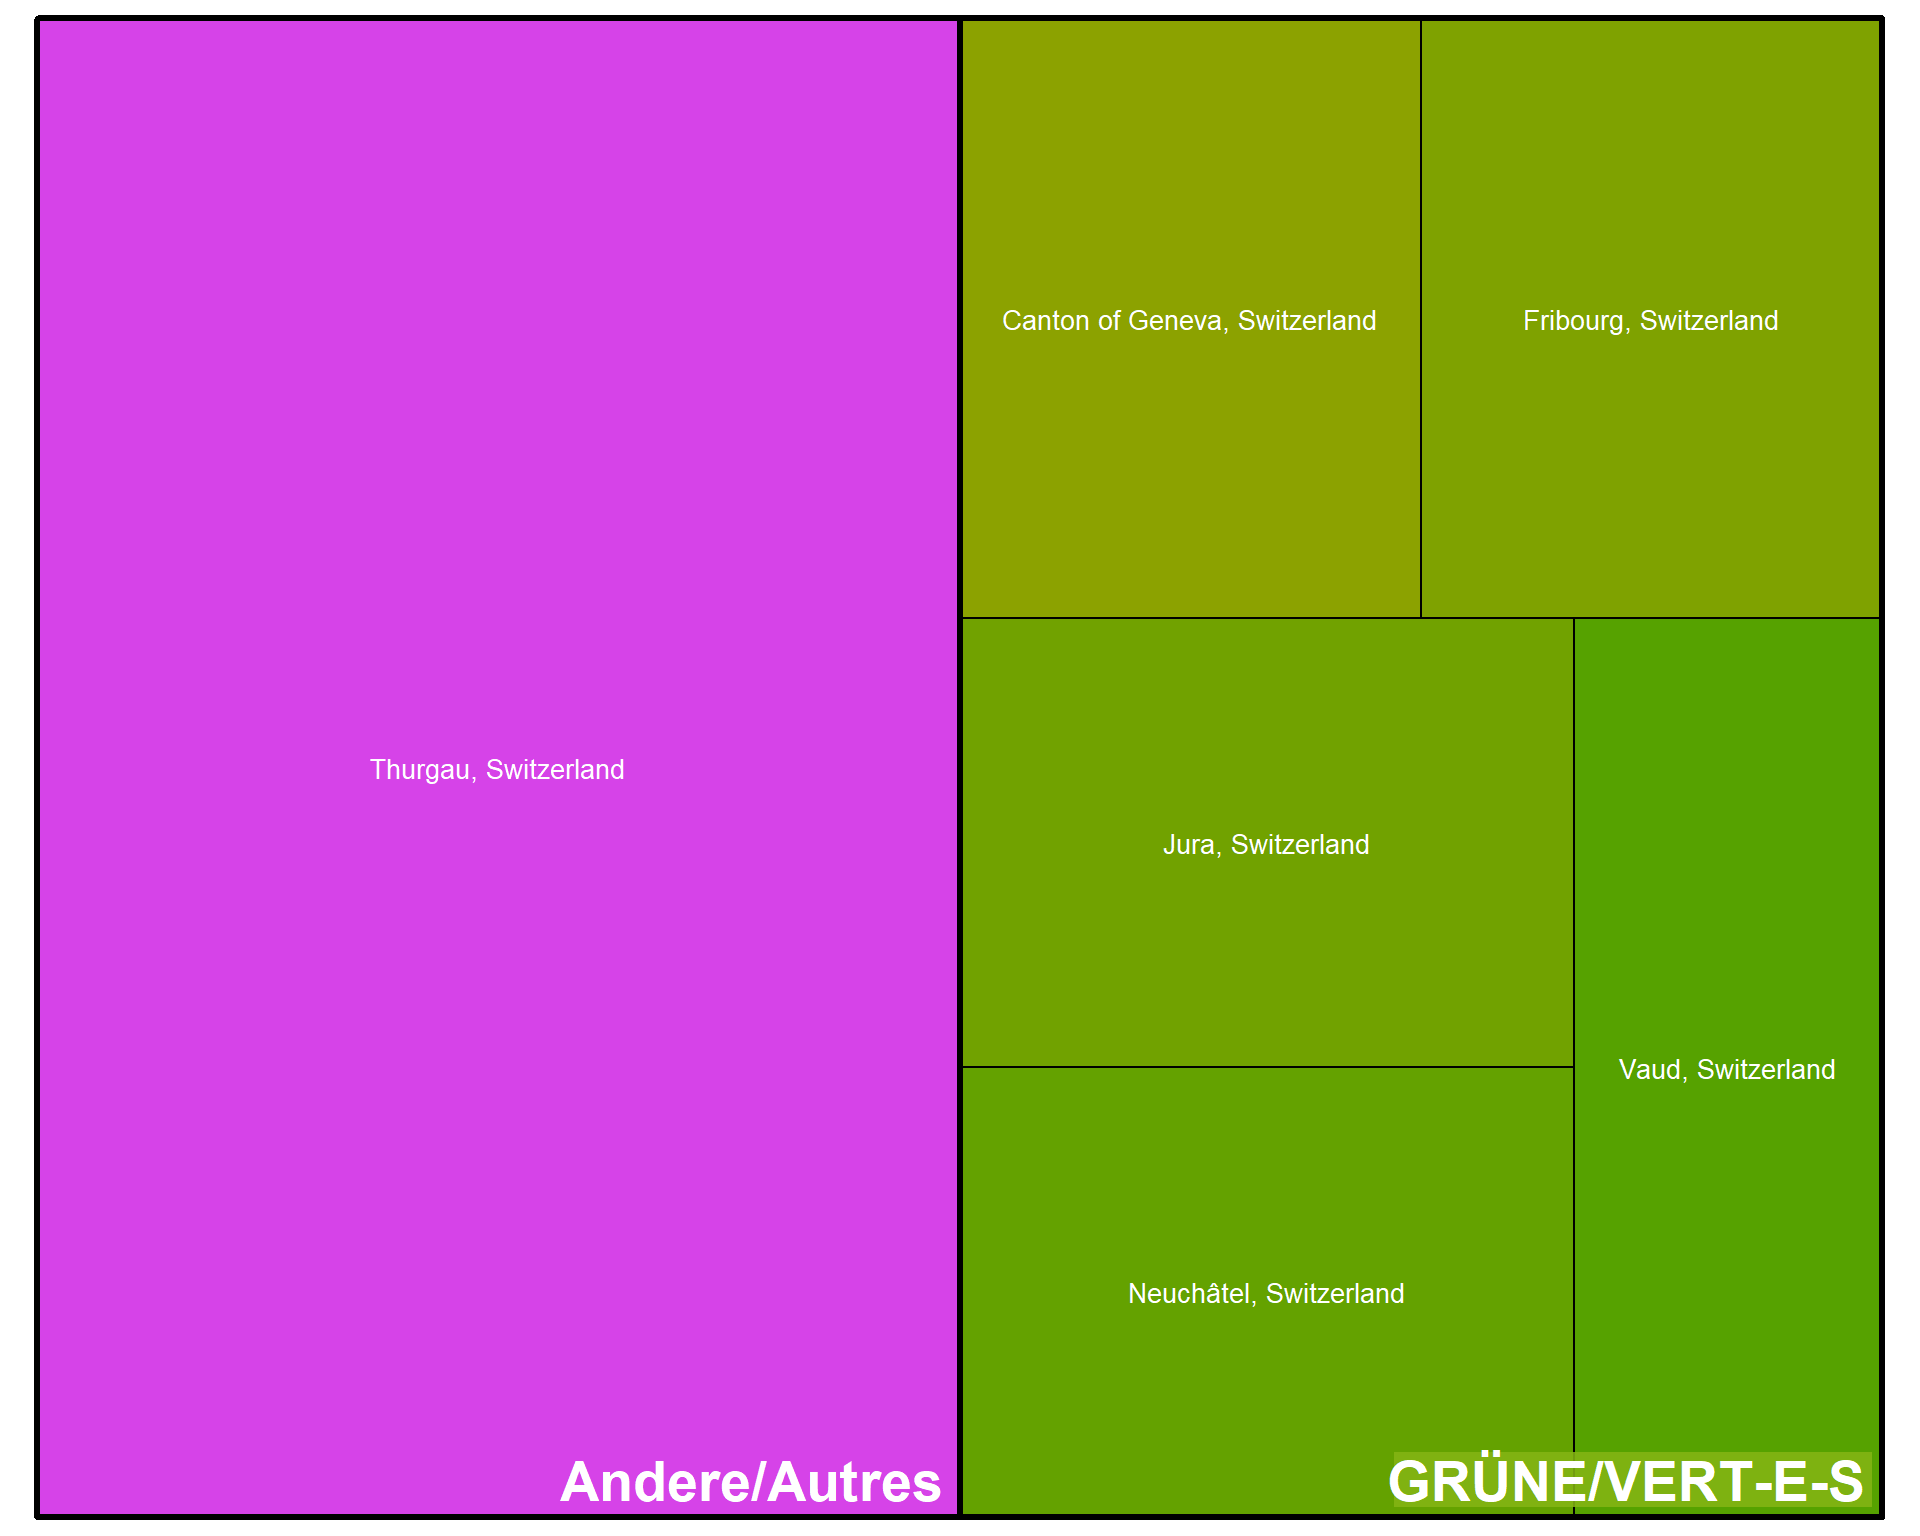 Thurgau, Switzerland
Andere/Autres
Canton of Geneva, Switzerland
Fribourg, Switzerland
Jura, Switzerland
Vaud, Switzerland
Neuchâtel, Switzerland
GRÜNE/VERT-E-S